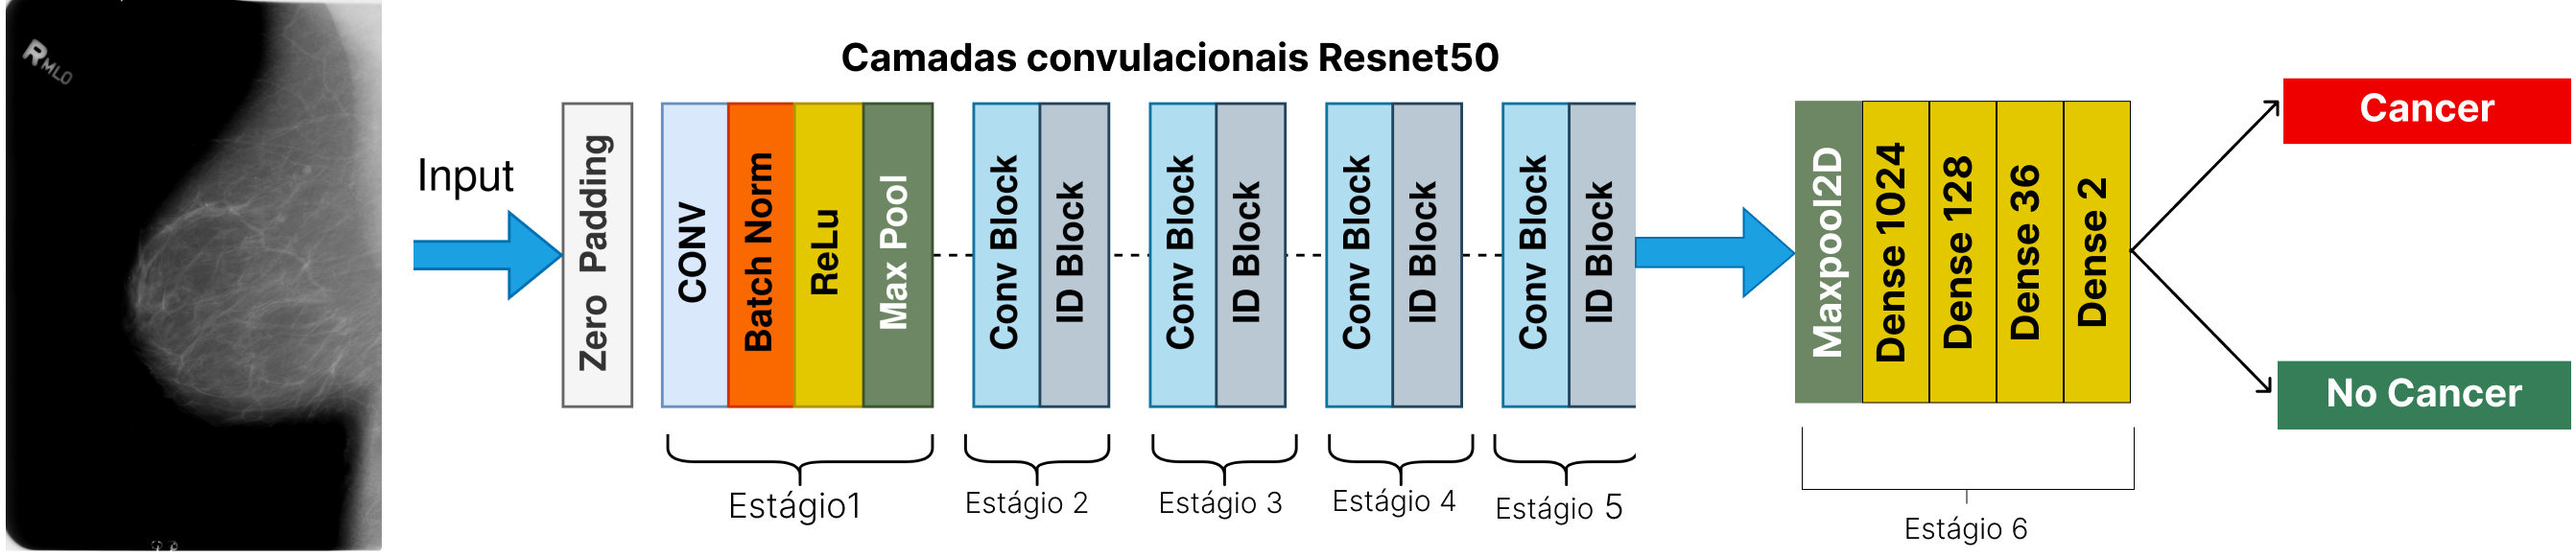 R MLO
Camadas convulacionais Resnet50
Input
Zero Padding
CONV
Batch Norm
ReLu
Max Pool
Conv Block
ID Block
Conv Block
ID Block
Conv Block
ID Block
Conv Block
ID Block
Maxpool2D
Dense 1024
Dense 128
Dense 36
Dense 2
Cancer
No Cancer
Estágio1
Estágio 2
Estágio 3
Estágio 4
Estágio 5
Estágio 6